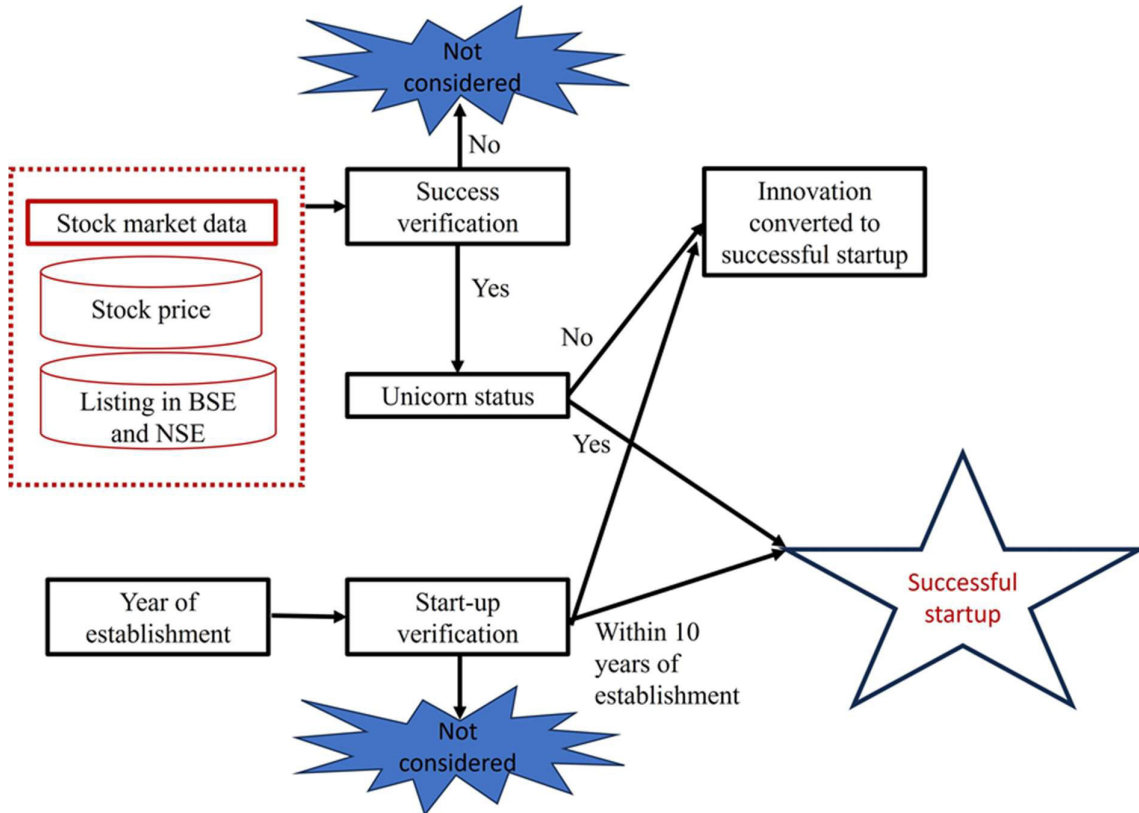 Not
considered
No
Stock market data
Success
verification
Innovation
converted to
successful startup
Stock price
Yes
No
Listing in BSE
and NSE
Unicorn status
Yes
Successful
startup
Year of
establishment
Start-up
verification
Within 10
years of
establishment
Not
considered